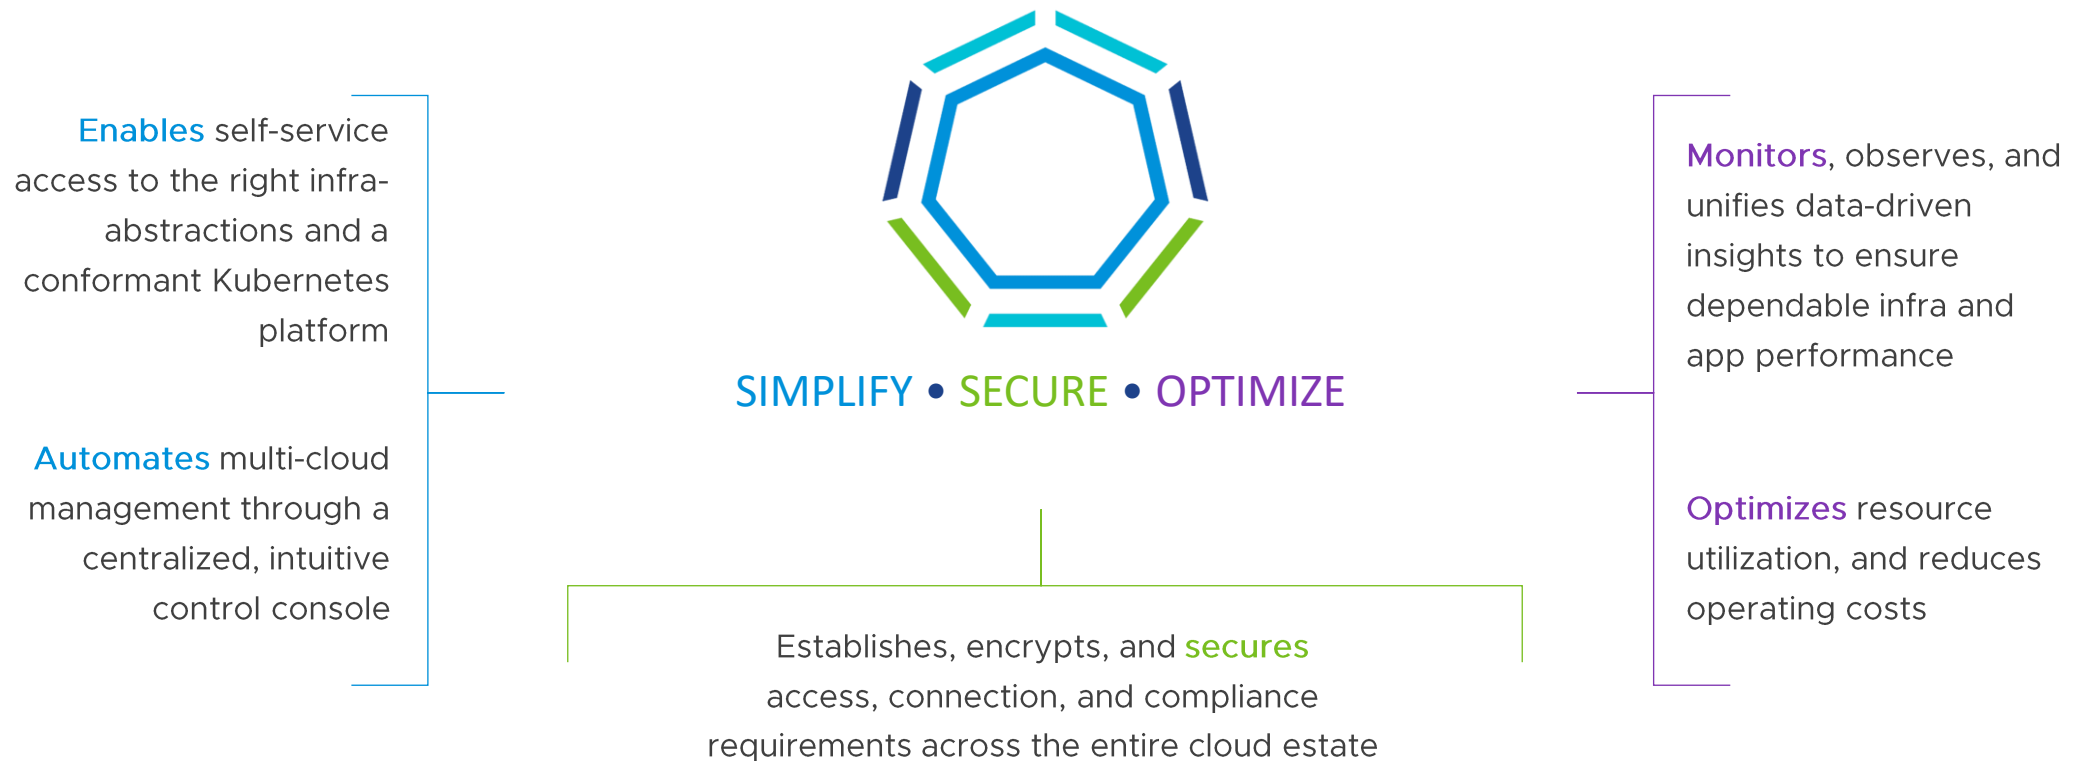 Enables self-service
access to the right infra-
abstractions and a
conformant Kubernetes
platform
Automates multi-cloud
management through a
centralized, intuitive
control console
SIMPLIFY • SECURE • OPTIMIZE
Establishes, encrypts, and secures
access, connection, and compliance
requirements across the entire cloud estate
Monitors, observes, and
unifies data-driven
insights to ensure
dependable infra and
app performance
Optimizes resource
utilization, and reduces
operating costs